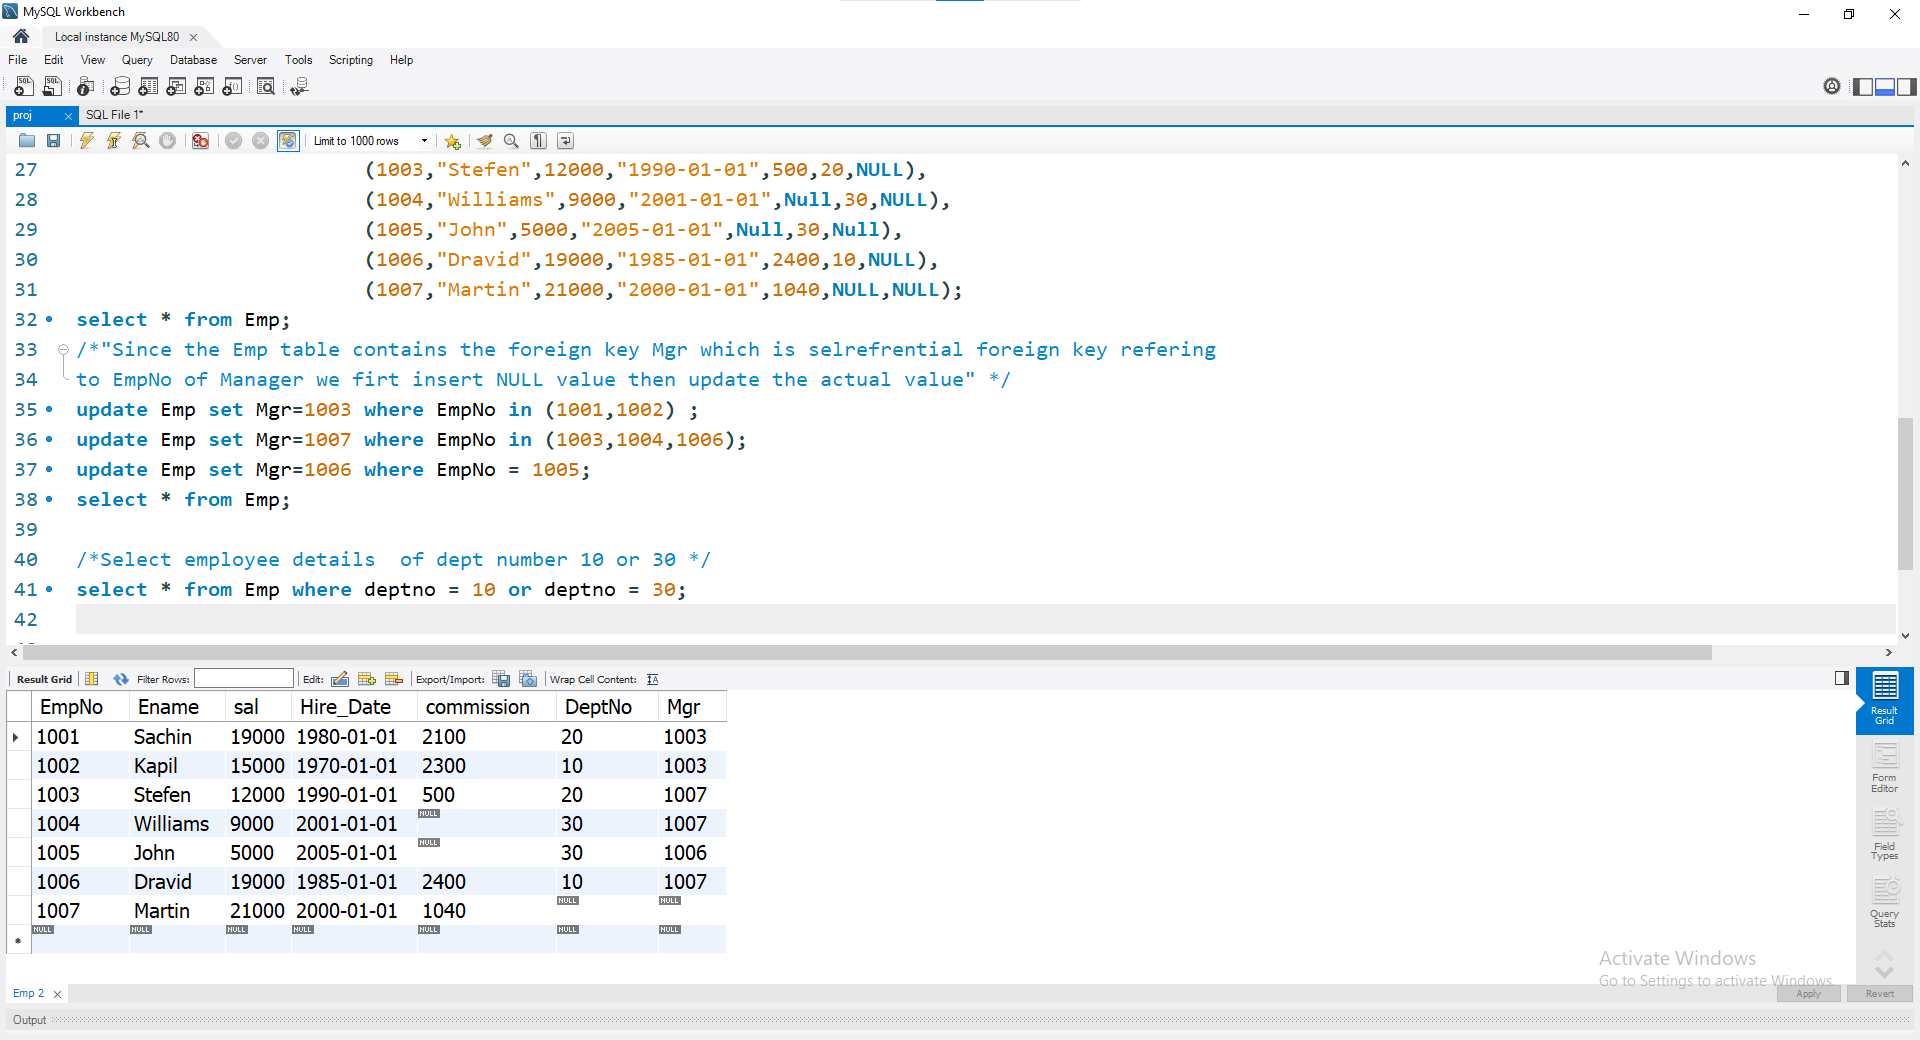 MySQL Workbench
Local instance MySQL80
File Edit View Query Database Server Tools Scripting Help
proj SQL File 1*
Limit to 1000 rows
27 (1003,"Stefen",12000,"1990-01-01",500,20,NULL),
28 (1004,"Williams",9000,"2001-01-01",Null,30,NULL),
29 (1005,"John",5000,"2005-01-01",Null,30,Null),
30 (1006,"Dravid",19000,"1985-01-01",2400,10,NULL),
31 (1007,"Martin",21000,"2000-01-01",1040,NULL,NULL);
32 select * from Emp;
33 /*"Since the Emp table contains the foreign key Mgr which is selrefrential foreign key refering
34 to EmpNo of Manager we firt insert NULL value then update the actual value" */
35 update Emp set Mgr=1003 where EmpNo in (1001,1002) ;
36 update Emp set Mgr=1007 where EmpNo in (1003,1004,1006);
37 update Emp set Mgr=1006 where EmpNo = 1005;
38 select * from Emp;
39
40 /*Select employee details  of dept number 10 or 30 */
41 select * from Emp where deptno = 10 or deptno = 30;
42
Result Grid Filter Rows: Edit: Export/Import: Wrap Cell Content:
EmpNo Ename sal Hire_Date commission DeptNo Mgr
1001 Sachin 19000 1980-01-01 2100 20 1003
1002 Kapil 15000 1970-01-01 2300 10 1003
1003 Stefen 12000 1990-01-01 500 20 1007
1004 Williams 9000 2001-01-01 NULL 30 1007
1005 John 5000 2005-01-01 NULL 30 1006
1006 Dravid 19000 1985-01-01 2400 10 1007
1007 Martin 21000 2000-01-01 1040 NULL NULL
NULL NULL NULL NULL NULL NULL NULL
Result
Grid
Form
Editor
Field
Types
Query
Stats
Activate Windows
Go to Settings to activate Windows.
Emp 2
Apply Revert
Output